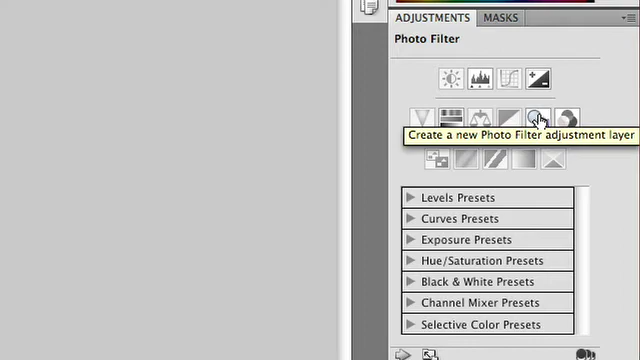 ADJUSTMENTS MASKS
Photo Filter
Create a new Photo Filter adjustment layer
Levels Presets
Curves Presets
Exposure Presets
Hue/Saturation Presets
Black & White Presets
Channel Mixer Presets
Selective Color Presets